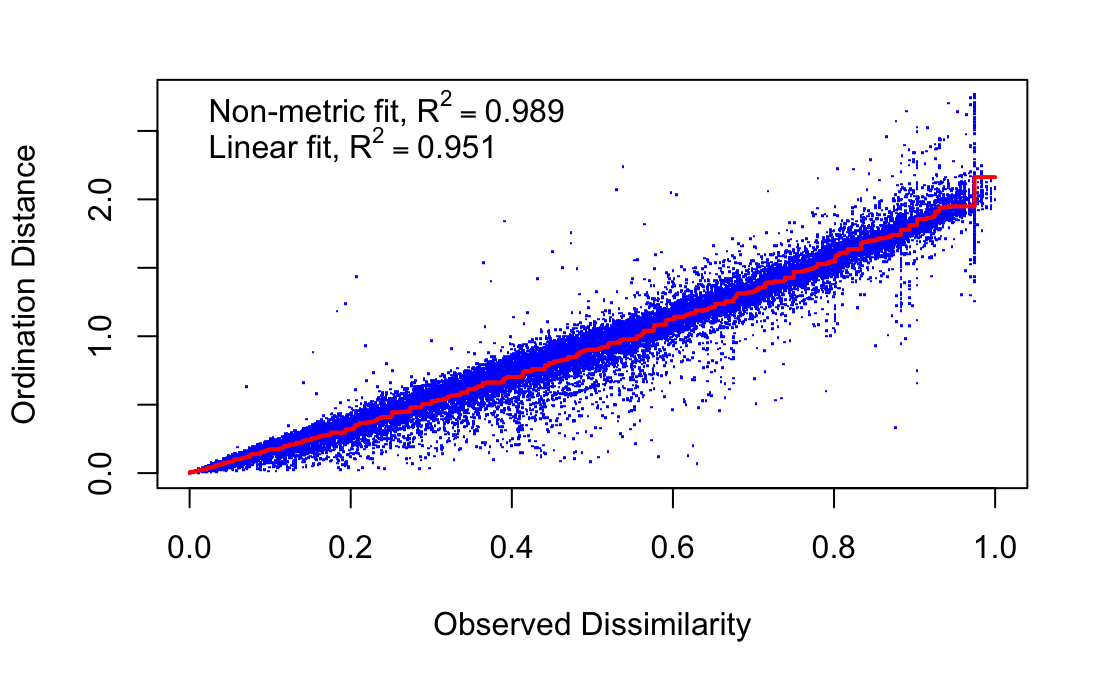 Non-metric fit, R² = 0.989
Linear fit, R² = 0.951
Ordination Distance
2.0
1.0
0.0
0.0 0.2 0.4 0.6 0.8 1.0
Observed Dissimilarity